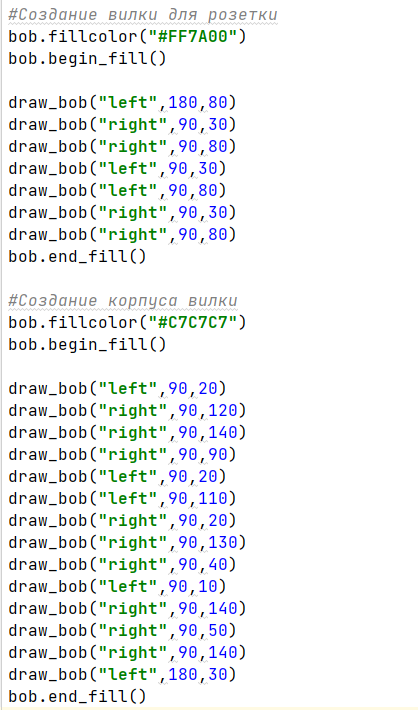 #Создание вилки для розетки
bob.fillcolor("#FF7A00")
bob.begin_fill()
draw_bob("left",180,80)
draw_bob("right",90,30)
draw_bob("right",90,80)
draw_bob("left",90,30)
draw_bob("left",90,80)
draw_bob("right",90,30)
draw_bob("right",90,80)
bob.end_fill()
#Создание корпуса вилки
bob.fillcolor("#C7C7C7")
bob.begin_fill()
draw_bob("left",90,20)
draw_bob("right",90,120)
draw_bob("right",90,140)
draw_bob("right",90,90)
draw_bob("left",90,20)
draw_bob("left",90,110)
draw_bob("right",90,20)
draw_bob("right",90,130)
draw_bob("right",90,40)
draw_bob("left",90,10)
draw_bob("right",90,140)
draw_bob("right",90,50)
draw_bob("right",90,140)
draw_bob("left",180,30)
bob.end_fill()